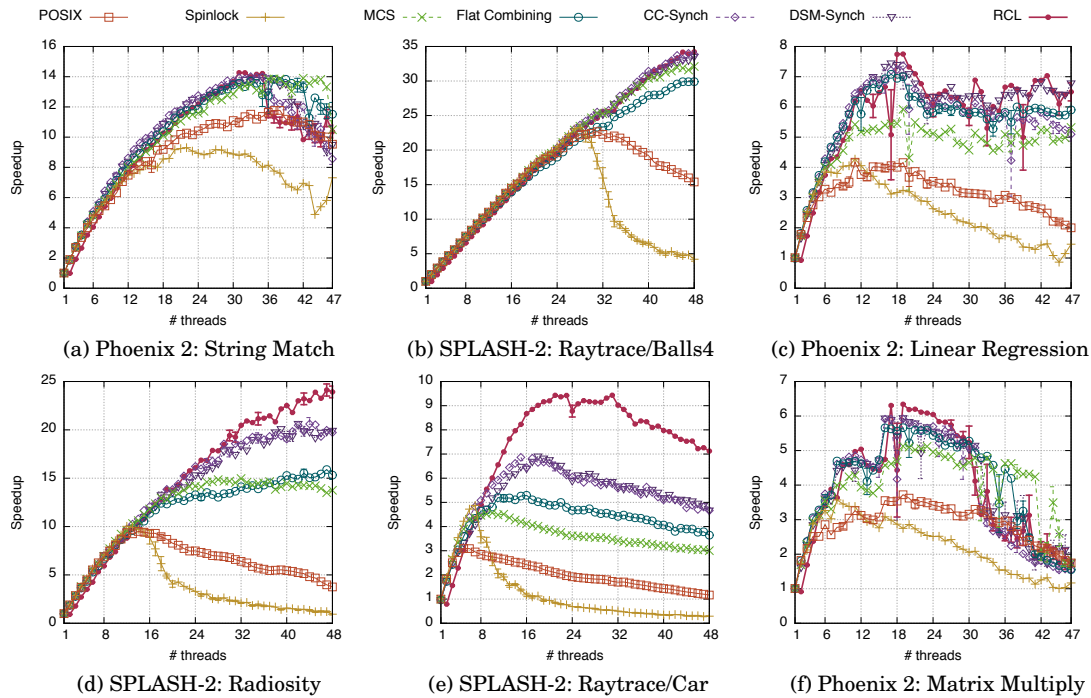 POSIX Spinlock MCS Flat Combining CC-Synch DSM-Synch RCL
16
14
12
10
8
6
4
2
0
Speedup
1 6 12 18 24 30 36 42 47
# threads
(a) Phoenix 2: String Match
35
30
25
20
15
10
5
0
Speedup
1 8 16 24 32 40 48
# threads
(b) SPLASH-2: Raytrace/Balls4
8
7
6
5
4
3
2
1
0
Speedup
1 6 12 18 24 30 36 42 47
# threads
(c) Phoenix 2: Linear Regression
25
20
15
10
5
0
Speedup
1 8 16 24 32 40 48
# threads
(d) SPLASH-2: Radiosity
10
9
8
7
6
5
4
3
2
1
0
Speedup
1 8 16 24 32 40 48
# threads
(e) SPLASH-2: Raytrace/Car
7
6
5
4
3
2
1
0
Speedup
1 6 12 18 24 30 36 42 47
# threads
(f) Phoenix 2: Matrix Multiply